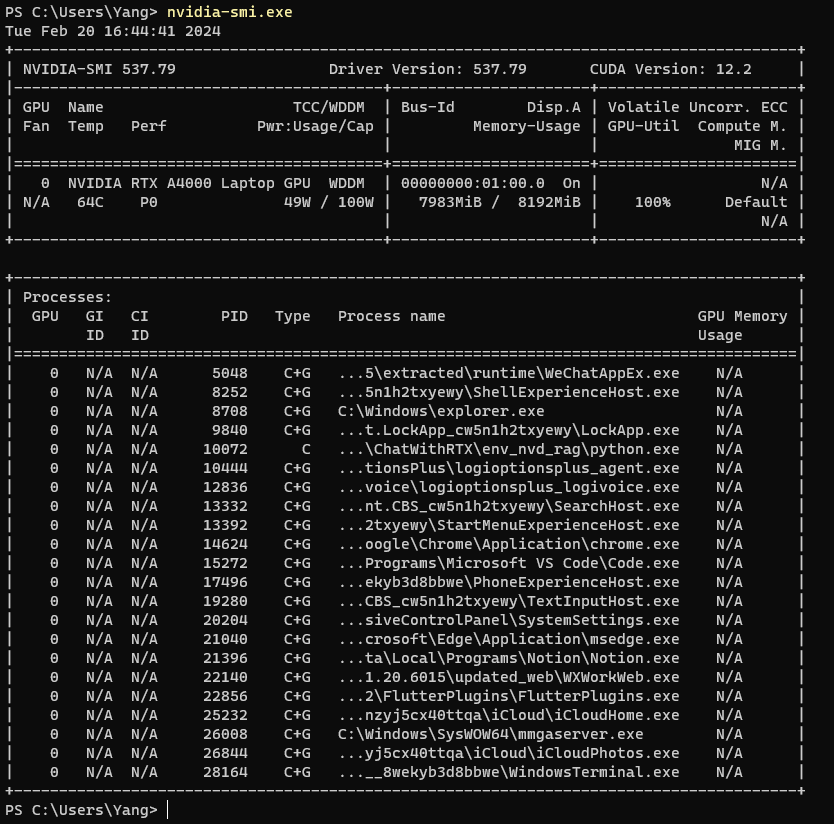 PS C:\Users\Yang> nvidia-smi.exe
Tue Feb 20 16:44:41 2024
+---------------------------------------------------------------------------------------+
| NVIDIA-SMI 537.79                 Driver Version: 537.79       CUDA Version: 12.2     |
|-----------------------------------------+----------------------+----------------------+
| GPU  Name                     TCC/WDDM  | Bus-Id        Disp.A | Volatile Uncorr. ECC |
| Fan  Temp   Perf          Pwr:Usage/Cap |         Memory-Usage | GPU-Util  Compute M. |
|                                         |                      |               MIG M. |
|=========================================+======================+======================|
|   0  NVIDIA RTX A4000 Laptop GPU  WDDM  | 00000000:01:00.0  On |                  N/A |
| N/A   64C    P0              49W / 100W |   7983MiB /  8192MiB |    100%      Default |
|                                         |                      |                  N/A |
+-----------------------------------------+----------------------+----------------------+
+---------------------------------------------------------------------------------------+
| Processes:                                                                            |
|  GPU   GI   CI        PID   Type   Process name                            GPU Memory |
|        ID   ID                                                             Usage      |
|=======================================================================================|
|    0   N/A  N/A      5048    C+G   ...5\extracted\runtime\WeChatAppEx.exe    N/A      |
|    0   N/A  N/A      8252    C+G   ...5n1h2txyewy\ShellExperienceHost.exe    N/A      |
|    0   N/A  N/A      8708    C+G   C:\Windows\explorer.exe                   N/A      |
|    0   N/A  N/A      9840    C+G   ...t.LockApp_cw5n1h2txyewy\LockApp.exe    N/A      |
|    0   N/A  N/A     10072      C   ...\ChatWithRTX\env_nvd_rag\python.exe    N/A      |
|    0   N/A  N/A     10444    C+G   ...tionsPlus\logioptionsplus_agent.exe    N/A      |
|    0   N/A  N/A     12836    C+G   ...voice\logioptionsplus_logivoice.exe    N/A      |
|    0   N/A  N/A     13332    C+G   ...nt.CBS_cw5n1h2txyewy\SearchHost.exe    N/A      |
|    0   N/A  N/A     13392    C+G   ...2txyewy\StartMenuExperienceHost.exe    N/A      |
|    0   N/A  N/A     14624    C+G   ...oogle\Chrome\Application\chrome.exe    N/A      |
|    0   N/A  N/A     15272    C+G   ...Programs\Microsoft VS Code\Code.exe    N/A      |
|    0   N/A  N/A     17496    C+G   ...ekyb3d8bbwe\PhoneExperienceHost.exe    N/A      |
|    0   N/A  N/A     19280    C+G   ...CBS_cw5n1h2txyewy\TextInputHost.exe    N/A      |
|    0   N/A  N/A     20204    C+G   ...siveControlPanel\SystemSettings.exe    N/A      |
|    0   N/A  N/A     21040    C+G   ...crosoft\Edge\Application\msedge.exe    N/A      |
|    0   N/A  N/A     21396    C+G   ...ta\Local\Programs\Notion\Notion.exe    N/A      |
|    0   N/A  N/A     22140    C+G   ...1.20.6015\updated_web\WXWorkWeb.exe    N/A      |
|    0   N/A  N/A     22856    C+G   ...2\FlutterPlugins\FlutterPlugins.exe    N/A      |
|    0   N/A  N/A     25232    C+G   ...nzyj5cx40ttqa\iCloud\iCloudHome.exe    N/A      |
|    0   N/A  N/A     26008    C+G   C:\Windows\SysWOW64\mmgaserver.exe        N/A      |
|    0   N/A  N/A     26844    C+G   ...yj5cx40ttqa\iCloud\iCloudPhotos.exe    N/A      |
|    0   N/A  N/A     28164    C+G   ...__8wekyb3d8bbwe\WindowsTerminal.exe    N/A      |
+---------------------------------------------------------------------------------------+
PS C:\Users\Yang>